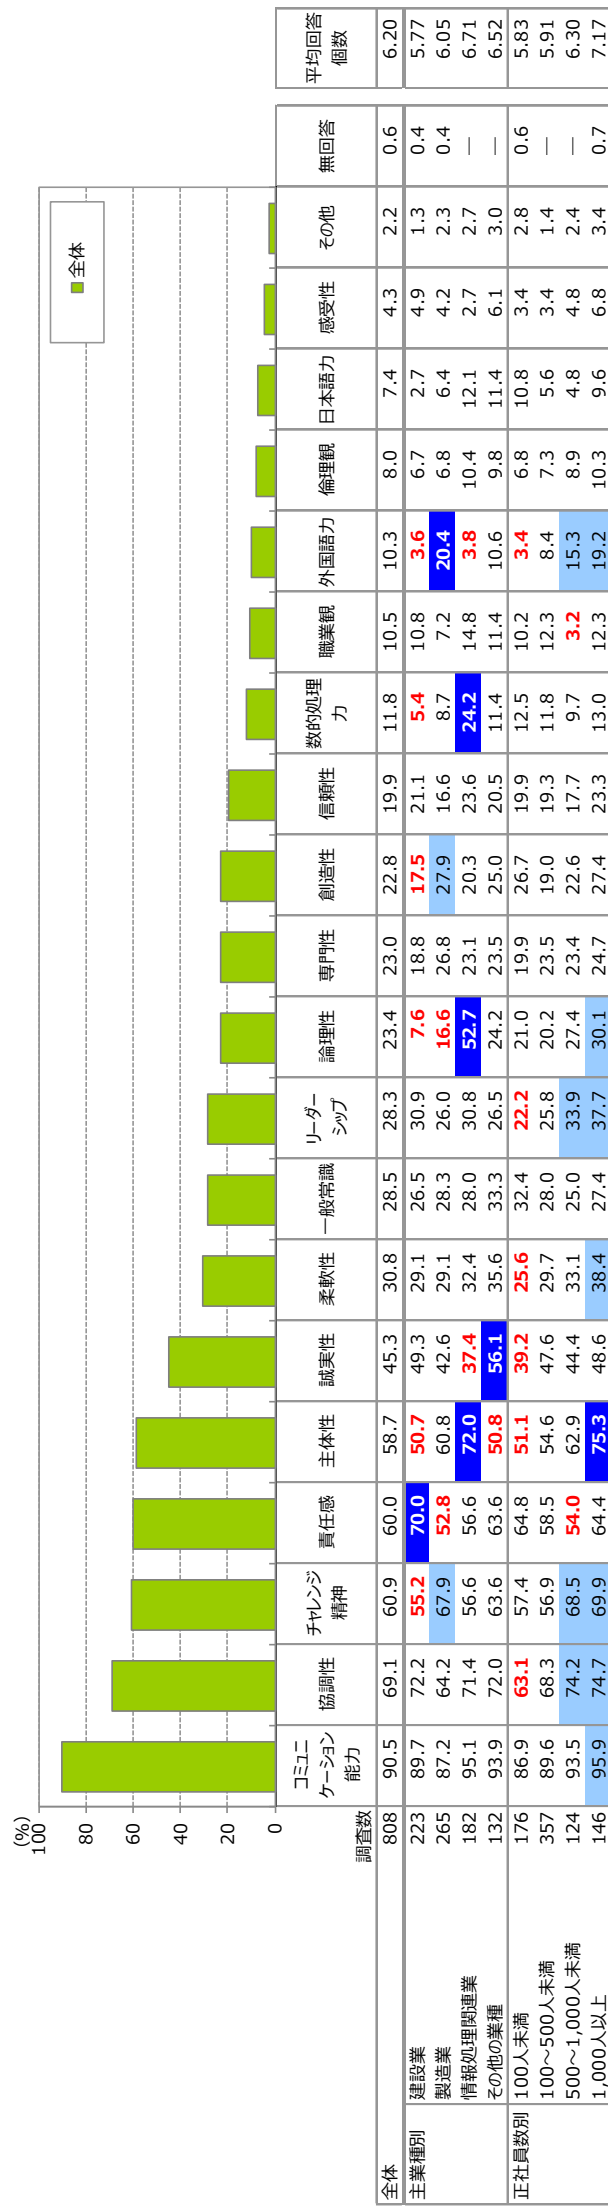 (%)
100
80
60
40
20
0
全体
調査数 コミュニケーション能力 協調性 チャレンジ精神 責任感 主体性 誠実性 柔軟性 一般常識 リーダーシップ 論理性 専門性 創造性 信頼性 数的処理力 職業観 外国語力 倫理観 日本語力 感受性 その他 無回答 平均回答個数
全体 808 90.5 69.1 60.9 60.0 58.7 45.3 30.8 28.5 28.3 23.4 23.0 22.8 19.9 11.8 10.5 10.3 8.0 7.4 4.3 2.2 0.6 6.20
主業種別 建設業 223 89.7 72.2 55.2 70.0 50.7 49.3 29.1 26.5 30.9 7.6 18.8 17.5 21.1 5.4 10.8 3.6 6.7 2.7 4.9 1.3 0.4 5.77
製造業 265 87.2 64.2 67.9 52.8 60.8 42.6 29.1 28.3 26.0 16.6 26.8 27.9 16.6 8.7 7.2 20.4 6.8 6.4 4.2 2.3 0.4 6.05
情報処理関連業 182 95.1 71.4 56.6 56.6 72.0 37.4 32.4 28.0 30.8 52.7 23.1 20.3 23.6 24.2 14.8 3.8 10.4 12.1 2.7 2.7 — 6.71
その他の業種 132 93.9 72.0 63.6 63.6 50.8 56.1 35.6 33.3 26.5 24.2 23.5 25.0 20.5 11.4 11.4 10.6 9.8 11.4 6.1 3.0 — 6.52
正社員数別 100人未満 176 86.9 63.1 57.4 64.8 51.1 39.2 25.6 32.4 22.2 21.0 19.9 26.7 19.9 12.5 10.2 3.4 6.8 10.8 3.4 2.8 0.6 5.83
100～500人未満 357 89.6 68.3 56.9 58.5 54.6 47.6 29.7 28.0 25.8 20.2 23.5 19.0 19.3 11.8 12.3 8.4 7.3 5.6 3.4 1.4 — 5.91
500～1,000人未満 124 93.5 74.2 68.5 54.0 62.9 44.4 33.1 25.0 33.9 27.4 23.4 22.6 17.7 9.7 3.2 15.3 8.9 4.8 4.8 2.4 — 6.30
1,000人以上 146 95.9 74.7 69.9 64.4 75.3 48.6 38.4 27.4 37.7 30.1 24.7 27.4 23.3 13.0 12.3 19.2 10.3 9.6 6.8 3.4 0.7 7.17